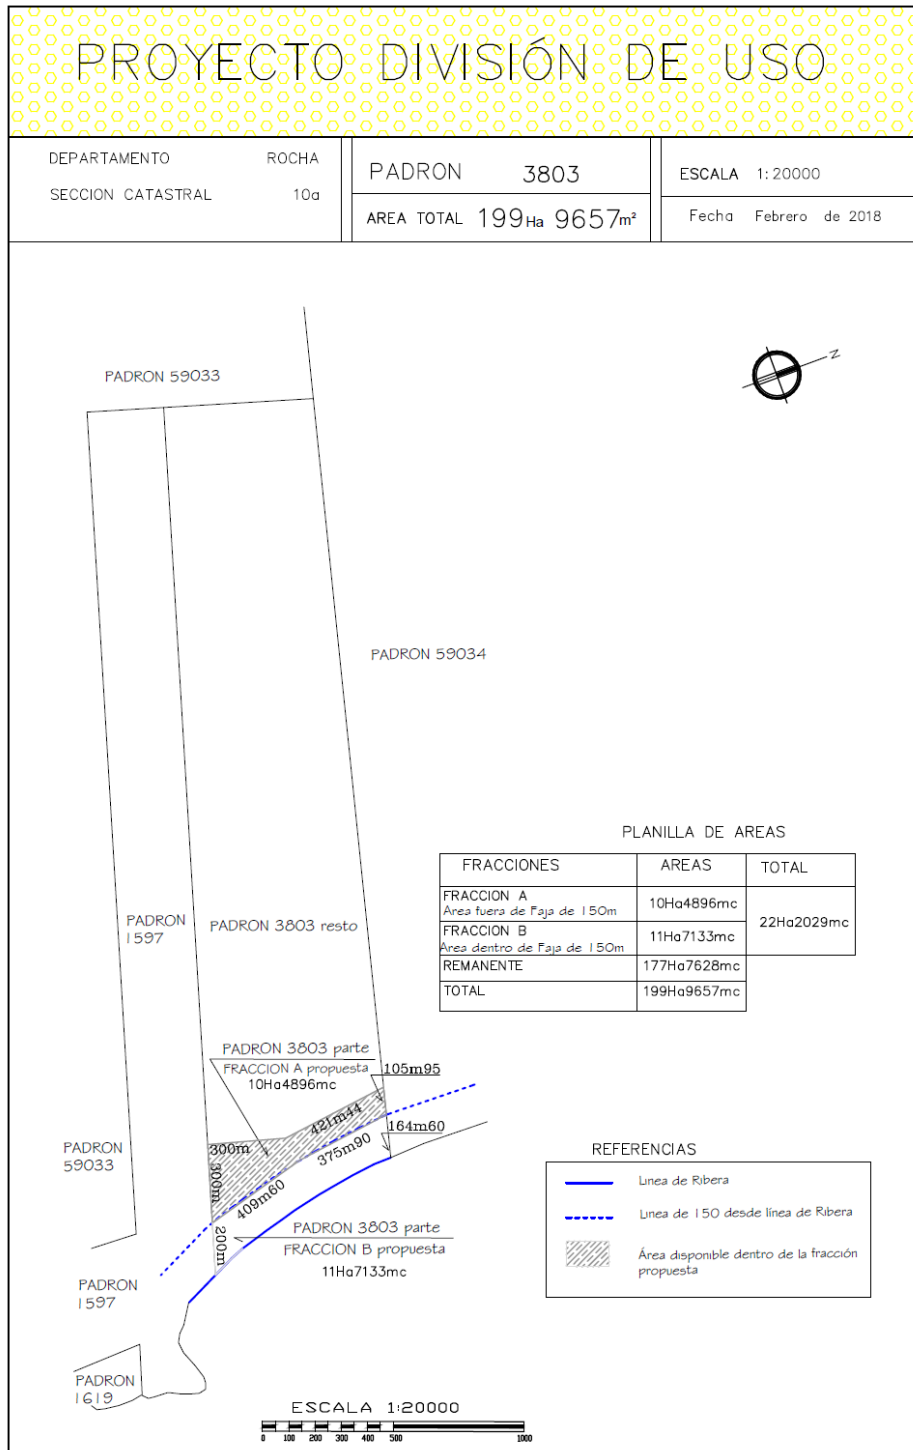 PROYECTO DIVISIÓN DE USO
DEPARTAMENTO ROCHA
SECCION CATASTRAL 10a
PADRON 3803
AREA TOTAL 199Ha 9657m²
ESCALA 1:20000
Fecha Febrero de 2018
N
PADRON 59033
PADRON 59034
PADRON
1597
PADRON 3803 resto
PLANILLA DE AREAS
FRACCIONES AREAS TOTAL
FRACCION A
Area fuera de Faja de 150m
10Ha4896mc
FRACCION B
Area dentro de Faja de 150m
11Ha7133mc
22Ha2029mc
REMANENTE 177Ha7628mc
TOTAL 199Ha9657mc
PADRON 3803 parte
FRACCION A propuesta
10Ha4896mc
105m95
164m60
421m44
375m90
300m
300m
409m60
200m
PADRON
59033
PADRON 3803 parte
FRACCION B propuesta
11Ha7133mc
PADRON
1597
PADRON
1619
REFERENCIAS
Linea de Ribera
Linea de 150 desde línea de Ribera
Área disponible dentro de la fracción
propuesta
ESCALA 1:20000
0 100 200 300 400 500 1000